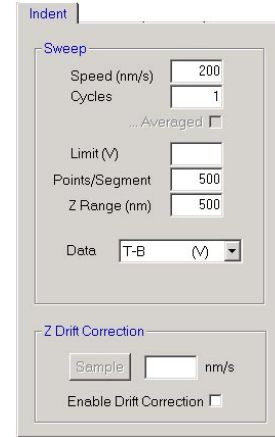 Indent
Sweep
Speed (nm/s) 200
Cycles 1
... Averaged
Limit (V)
Points/Segment 500
Z Range (nm) 500
Data T-B (V)
Z Drift Correction
Sample nm/s
Enable Drift Correction